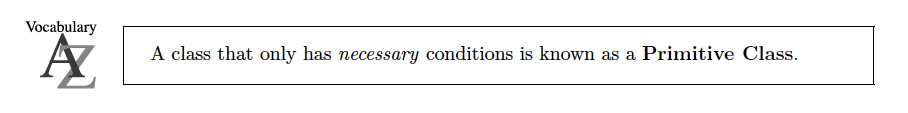 Vocabulary
AZ
A class that only has necessary conditions is known as a Primitive Class.